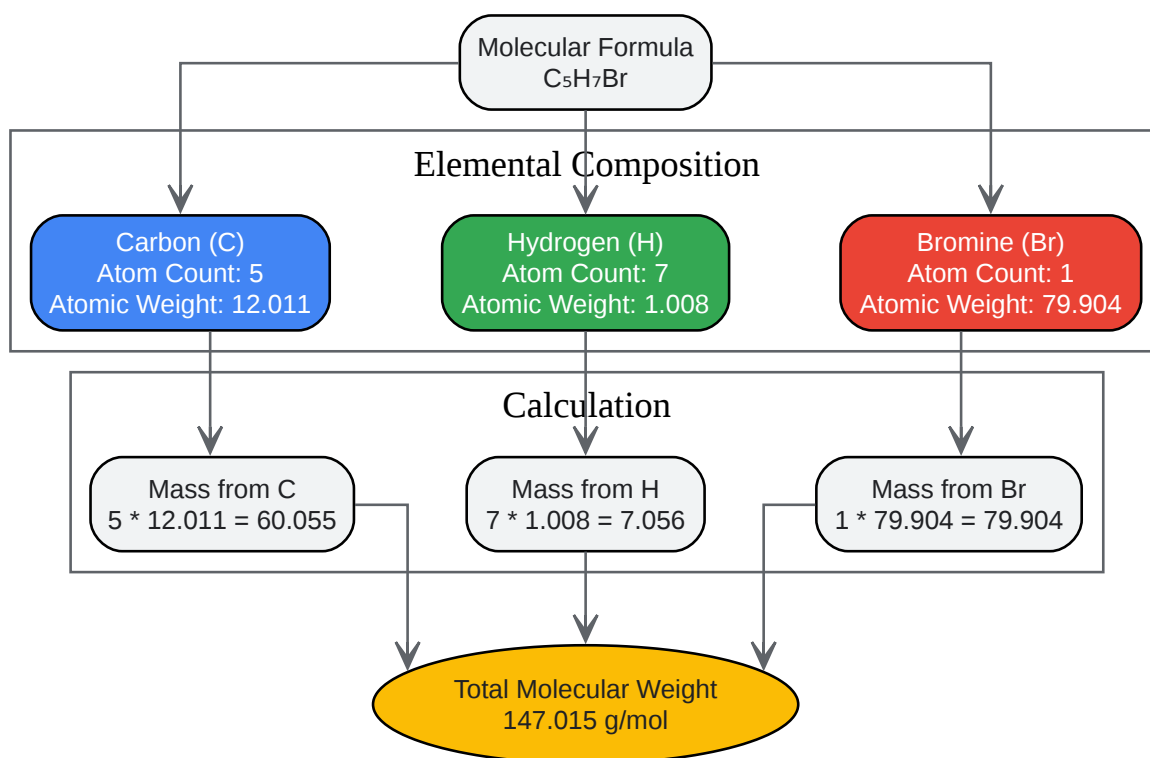 Molecular Formula
C₅H₇Br
Elemental Composition
Carbon (C)
Atom Count: 5
Atomic Weight: 12.011
Hydrogen (H)
Atom Count: 7
Atomic Weight: 1.008
Bromine (Br)
Atom Count: 1
Atomic Weight: 79.904
Calculation
Mass from C
5 * 12.011 = 60.055
Mass from H
7 * 1.008 = 7.056
Mass from Br
1 * 79.904 = 79.904
Total Molecular Weight
147.015 g/mol